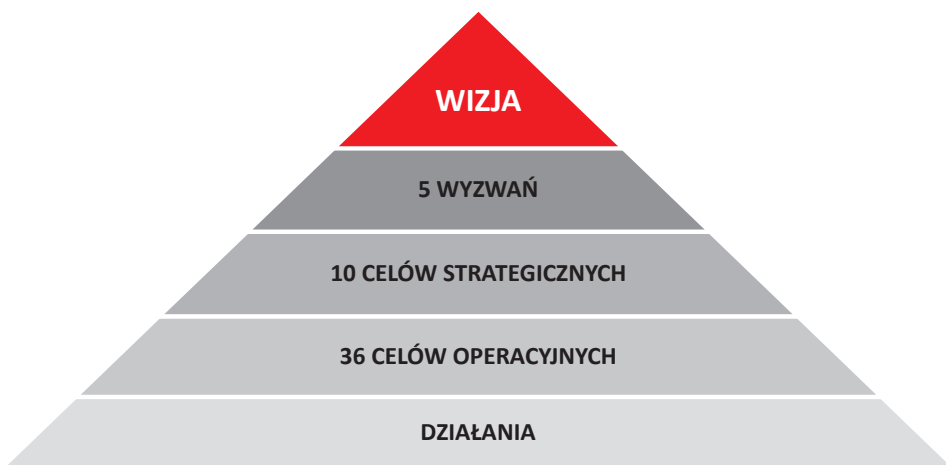 WIZJA
5 WYZWAŃ
10 CELÓW STRATEGICZNYCH
36 CELÓW OPERACYJNYCH
DZIAŁANIA